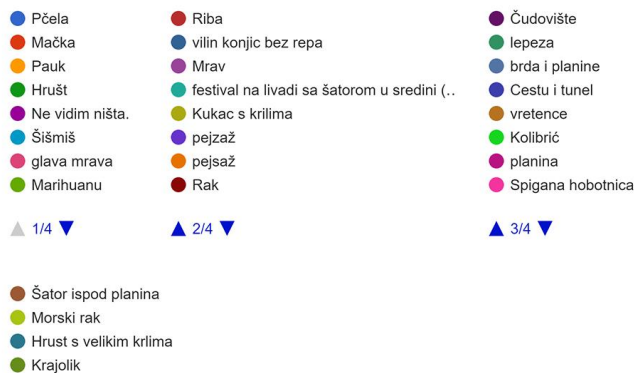 Pčela
Mačka
Pauk
Hrušt
Ne vidim ništa.
Šišmiš
glava mrava
Marihuanu
1/4
Riba
vilin konjic bez repa
Mrav
festival na livadi sa šatorom u sredini (..
Kukac s krilima
pejzaž
pejsaž
Rak
2/4
Čudovište
lepeza
brda i planine
Cestu i tunel
vretence
Kolibrić
planina
Spigana hobotnica
3/4
Šator ispod planina
Morski rak
Hrust s velikim krlima
Krajolik